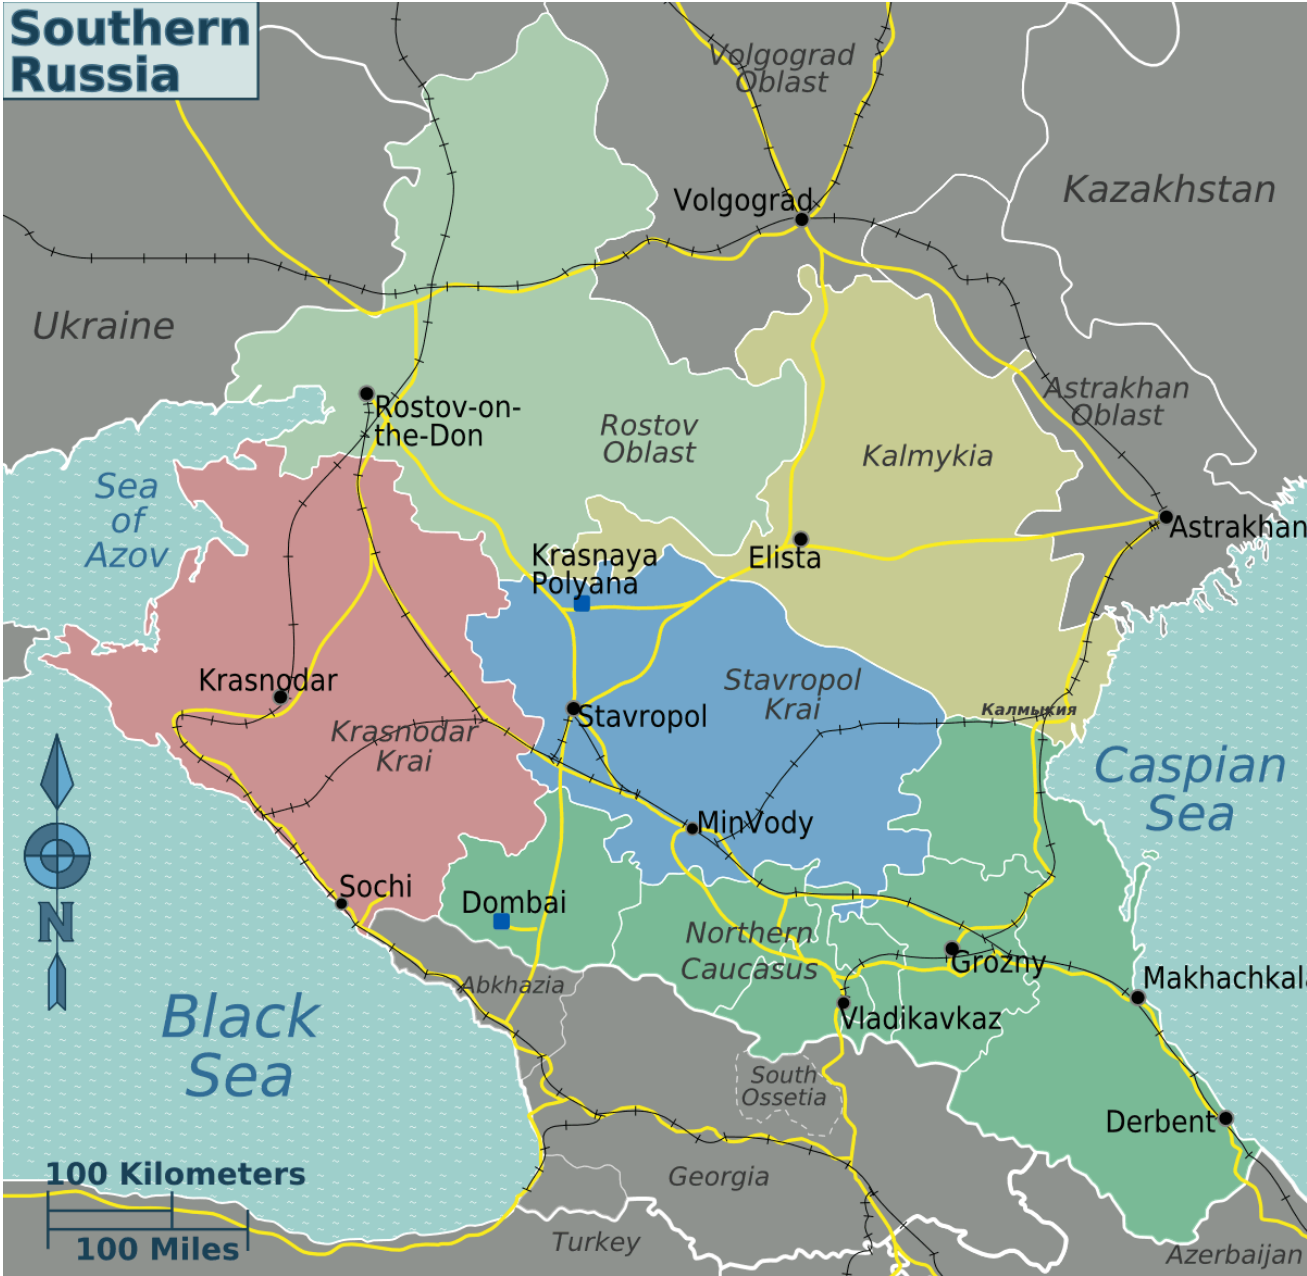 Southern
Russia
Volgograd
Oblast
Kazakhstan
Volgograd
Ukraine
Astrakhan
Oblast
Rostov-on-
the-Don
Rostov
Oblast
Kalmykia
Sea
of
Azov
Astrakhan
Elista
Krasnaya
Polyana
Krasnodar
Stavropol
Krai
Stavropol
Калмыкия
Krasnodar
Krai
Caspian
Sea
MinVody
Sochi
Dombai
N
Northern
Caucasus
Grozny
Abkhazia
Makhachkala
Vladikavkaz
Black
Sea
South
Ossetia
Derbent
100 Kilometers
100 Miles
Georgia
Turkey
Azerbaijan